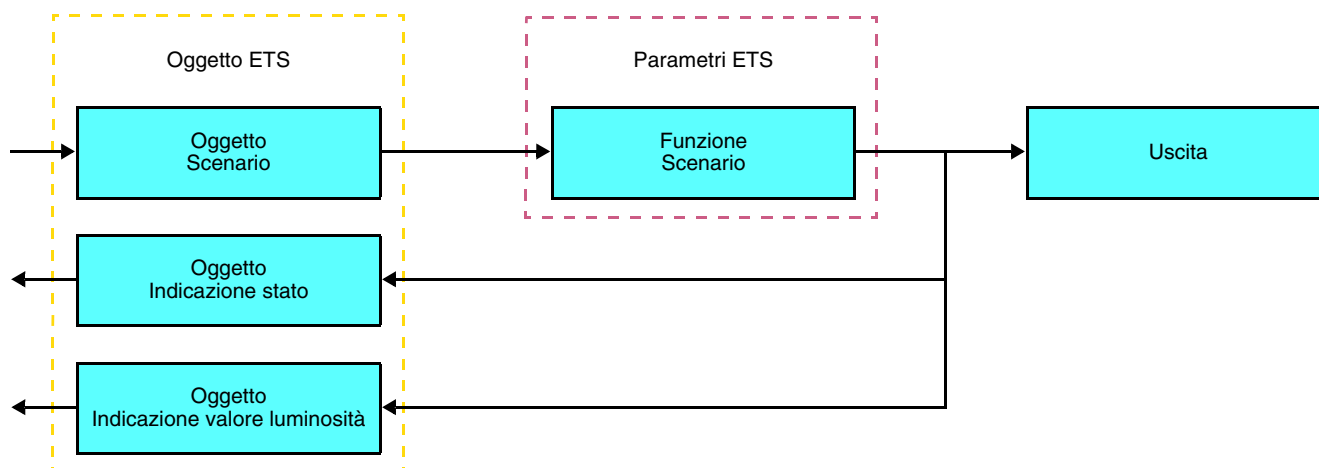 Oggetto ETS
Parametri ETS
Oggetto
Scenario
Funzione
Scenario
Uscita
Oggetto
Indicazione stato
Oggetto
Indicazione valore luminosità